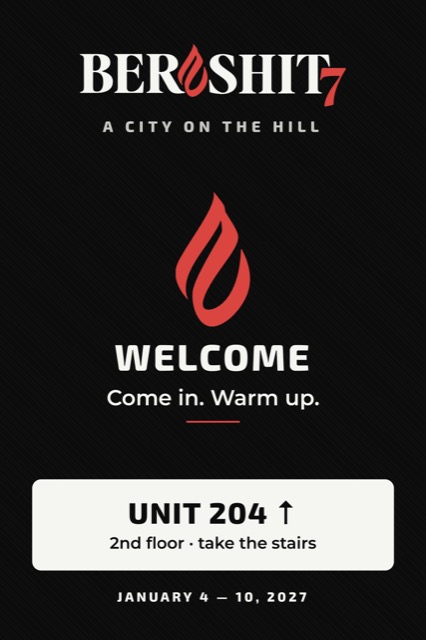 BERSHIT7
A CITY ON THE HILL
WELCOME
Come in. Warm up.
UNIT 204 ↑
2nd floor · take the stairs
JANUARY 4 — 10, 2027